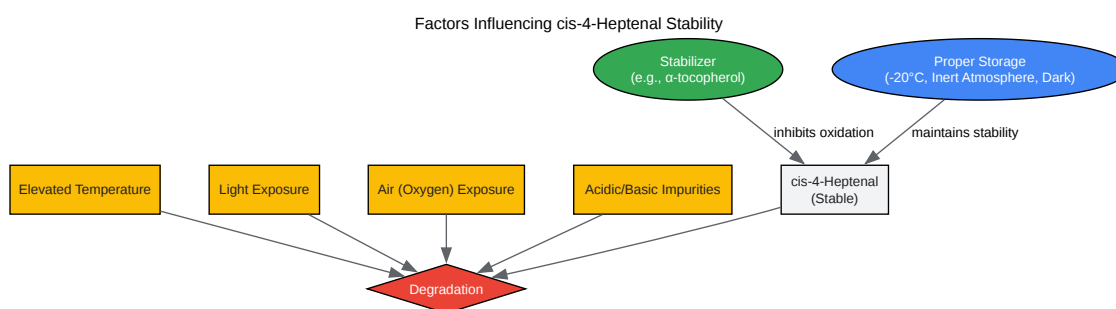 Factors Influencing cis-4-Heptenal Stability
Stabilizer
(e.g., α-tocopherol)
Proper Storage
(-20°C, Inert Atmosphere, Dark)
inhibits oxidation
maintains stability
Elevated Temperature
Light Exposure
Air (Oxygen) Exposure
Acidic/Basic Impurities
cis-4-Heptenal
(Stable)
Degradation